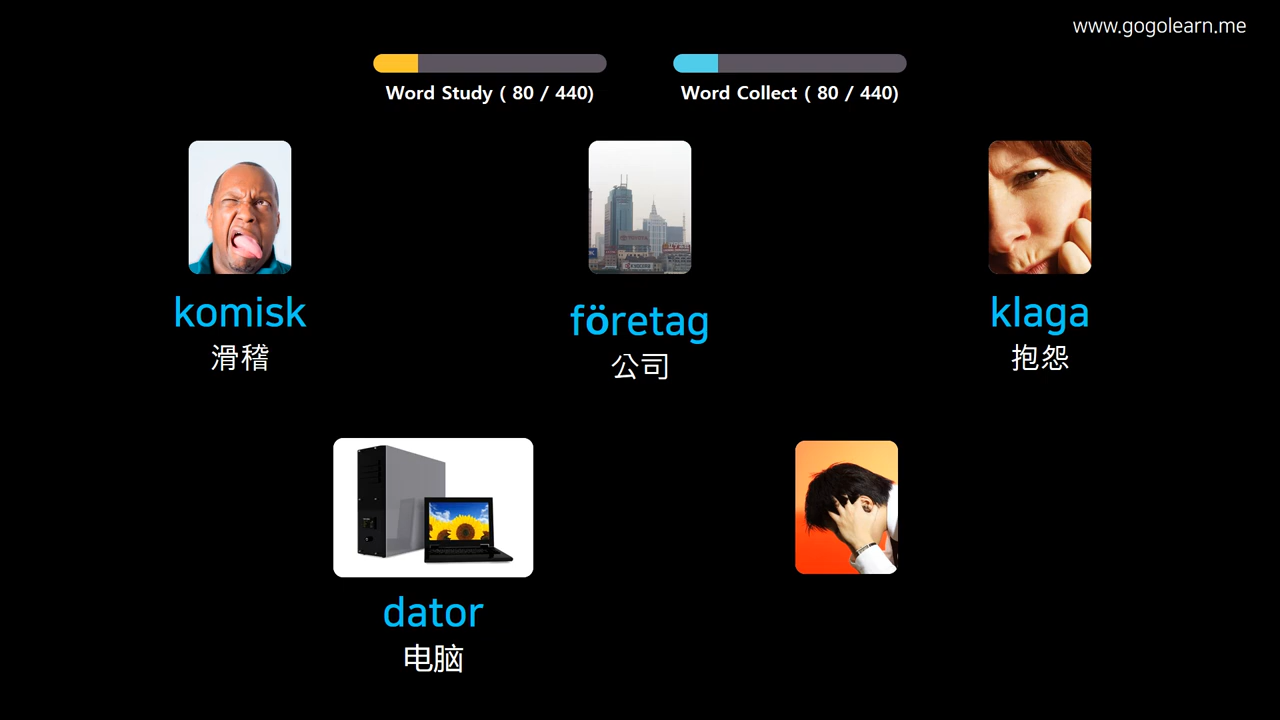 www.gogolearn.me
Word Study ( 80 / 440)
Word Collect ( 80 / 440)
komisk
滑稽
företag
公司
klaga
抱怨
dator
电脑